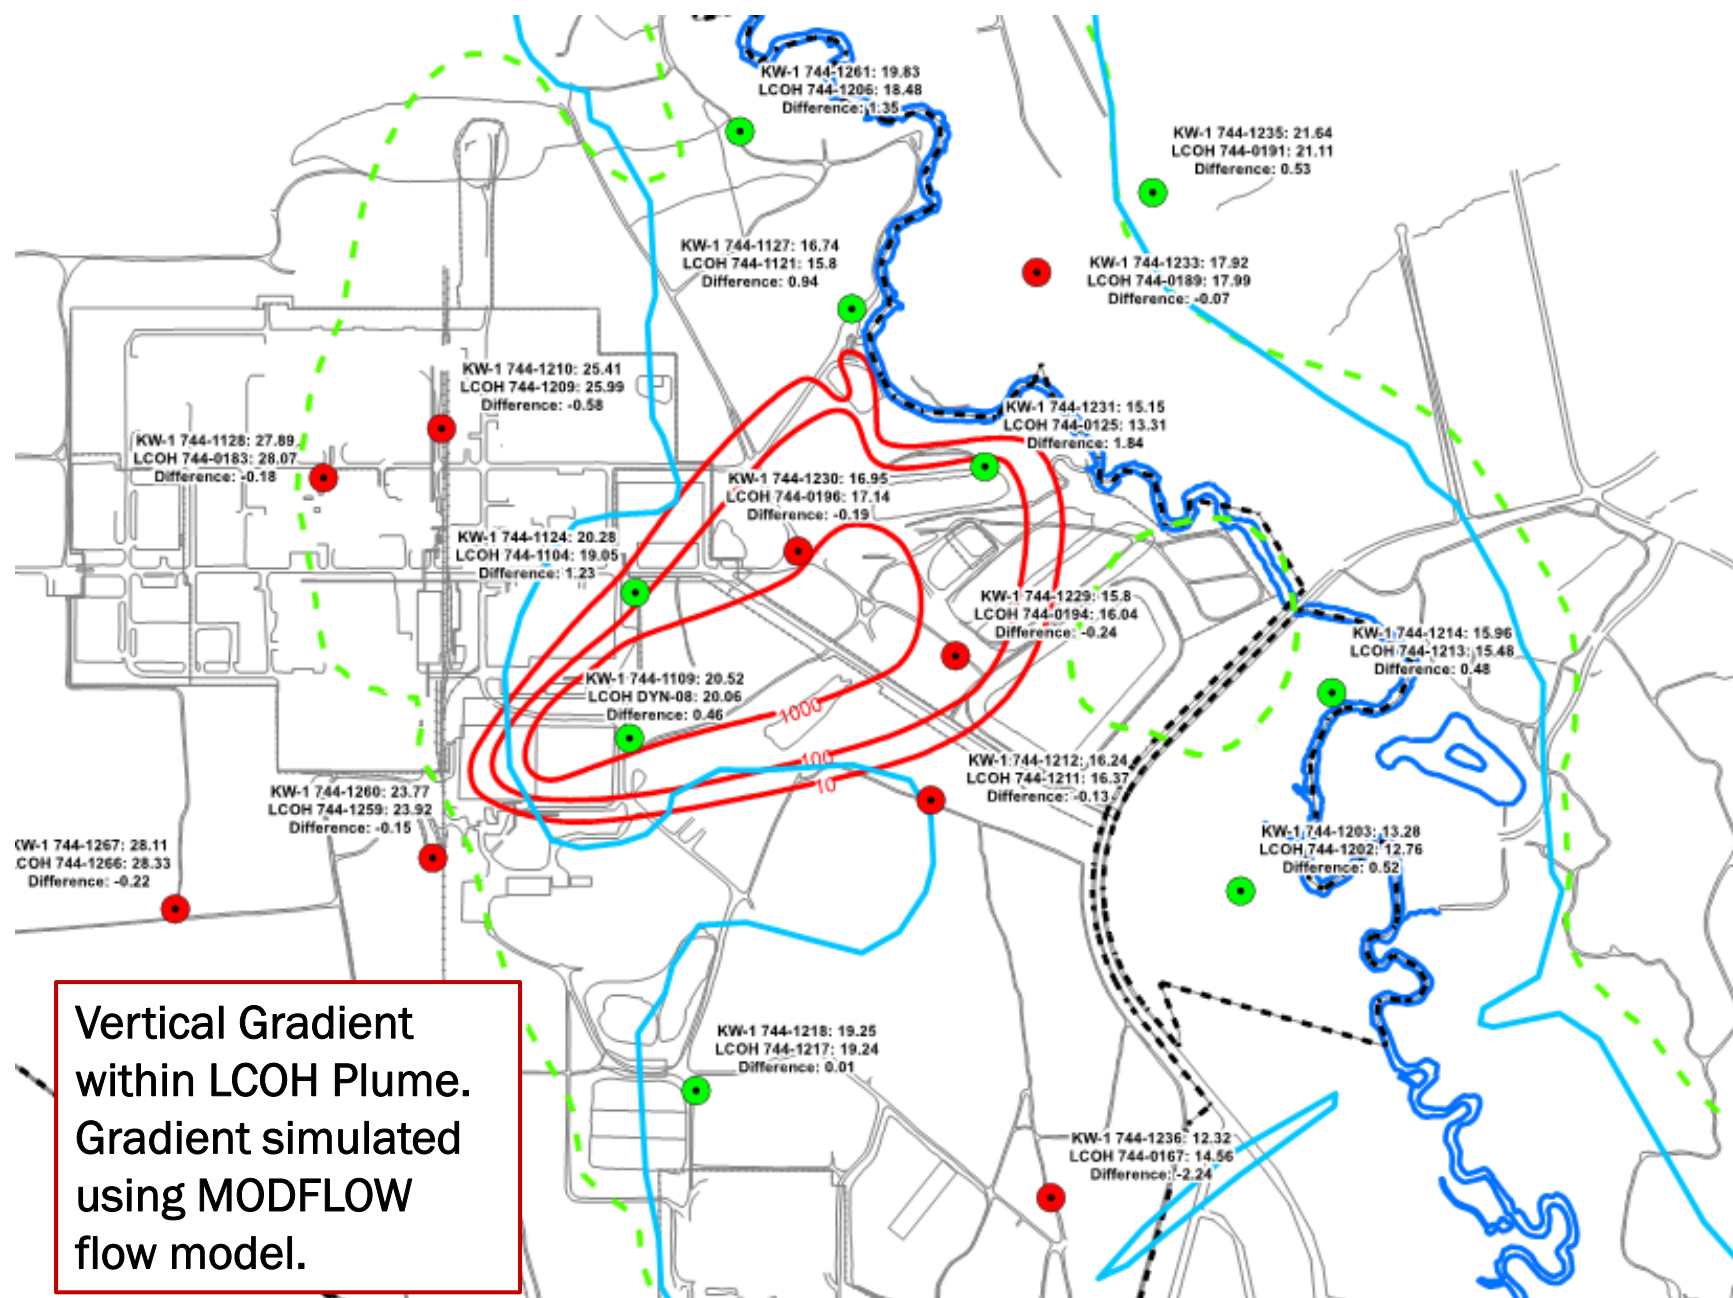 KW-1 744-1261: 19.83
LCOH 744-1206: 18.48
Difference: 1.35
KW-1 744-1235: 21.64
LCOH 744-0191: 21.11
Difference: 0.53
KW-1 744-1127: 16.74
LCOH 744-1121: 15.8
Difference: 0.94
KW-1 744-1233: 17.92
LCOH 744-0189: 17.99
Difference: -0.07
KW-1 744-1210: 25.41
LCOH 744-1209: 25.99
Difference: -0.58
KW-1 744-1231: 15.15
LCOH 744-0125: 13.31
Difference: 1.84
KW-1 744-1128: 27.89
LCOH 744-0183: 28.07
Difference: -0.18
KW-1 744-1230: 16.95
LCOH 744-0196: 17.14
Difference: -0.19
KW-1 744-1124: 20.28
LCOH 744-1104: 19.05
Difference: 1.23
KW-1 744-1229: 15.8
LCOH 744-0194: 16.04
Difference: -0.24
KW-1 744-1214: 15.96
LCOH 744-1213: 15.48
Difference: 0.48
KW-1 744-1109: 20.52
LCOH DYN-08: 20.06
Difference: 0.46
1000
100
10
KW-1 744-1212: 16.24
LCOH 744-1211: 16.37
Difference: -0.13
KW-1 744-1260: 23.77
LCOH 744-1259: 23.92
Difference: -0.15
KW-1 744-1203: 13.28
LCOH 744-1202: 12.76
Difference: 0.52
KW-1 744-1267: 28.11
COH 744-1266: 28.33
Difference: -0.22
Vertical Gradient
within LCOH Plume.
Gradient simulated
using MODFLOW
flow model.
KW-1 744-1218: 19.25
LCOH 744-1217: 19.24
Difference: 0.01
KW-1 744-1236: 12.32
LCOH 744-0167: 14.56
Difference: -2.24